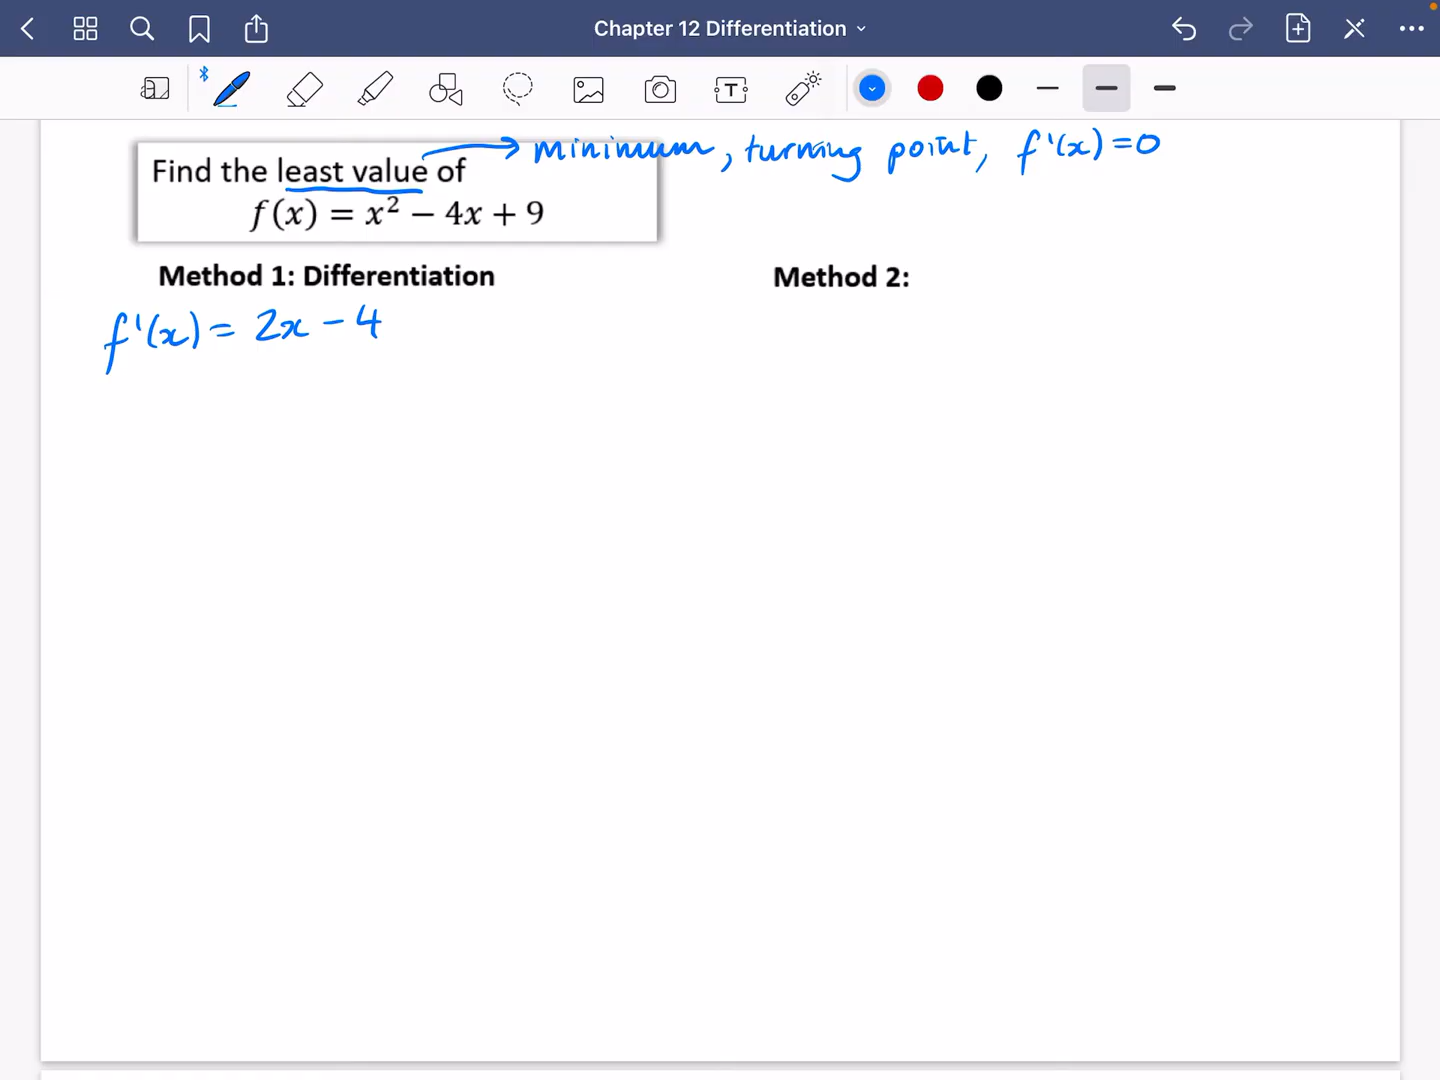 Chapter 12 Differentiation
Find the least value of → minimum, turning point, f'(x)=0
f(x) = x² − 4x + 9
Method 1: Differentiation
Method 2:
f'(x) = 2x − 4